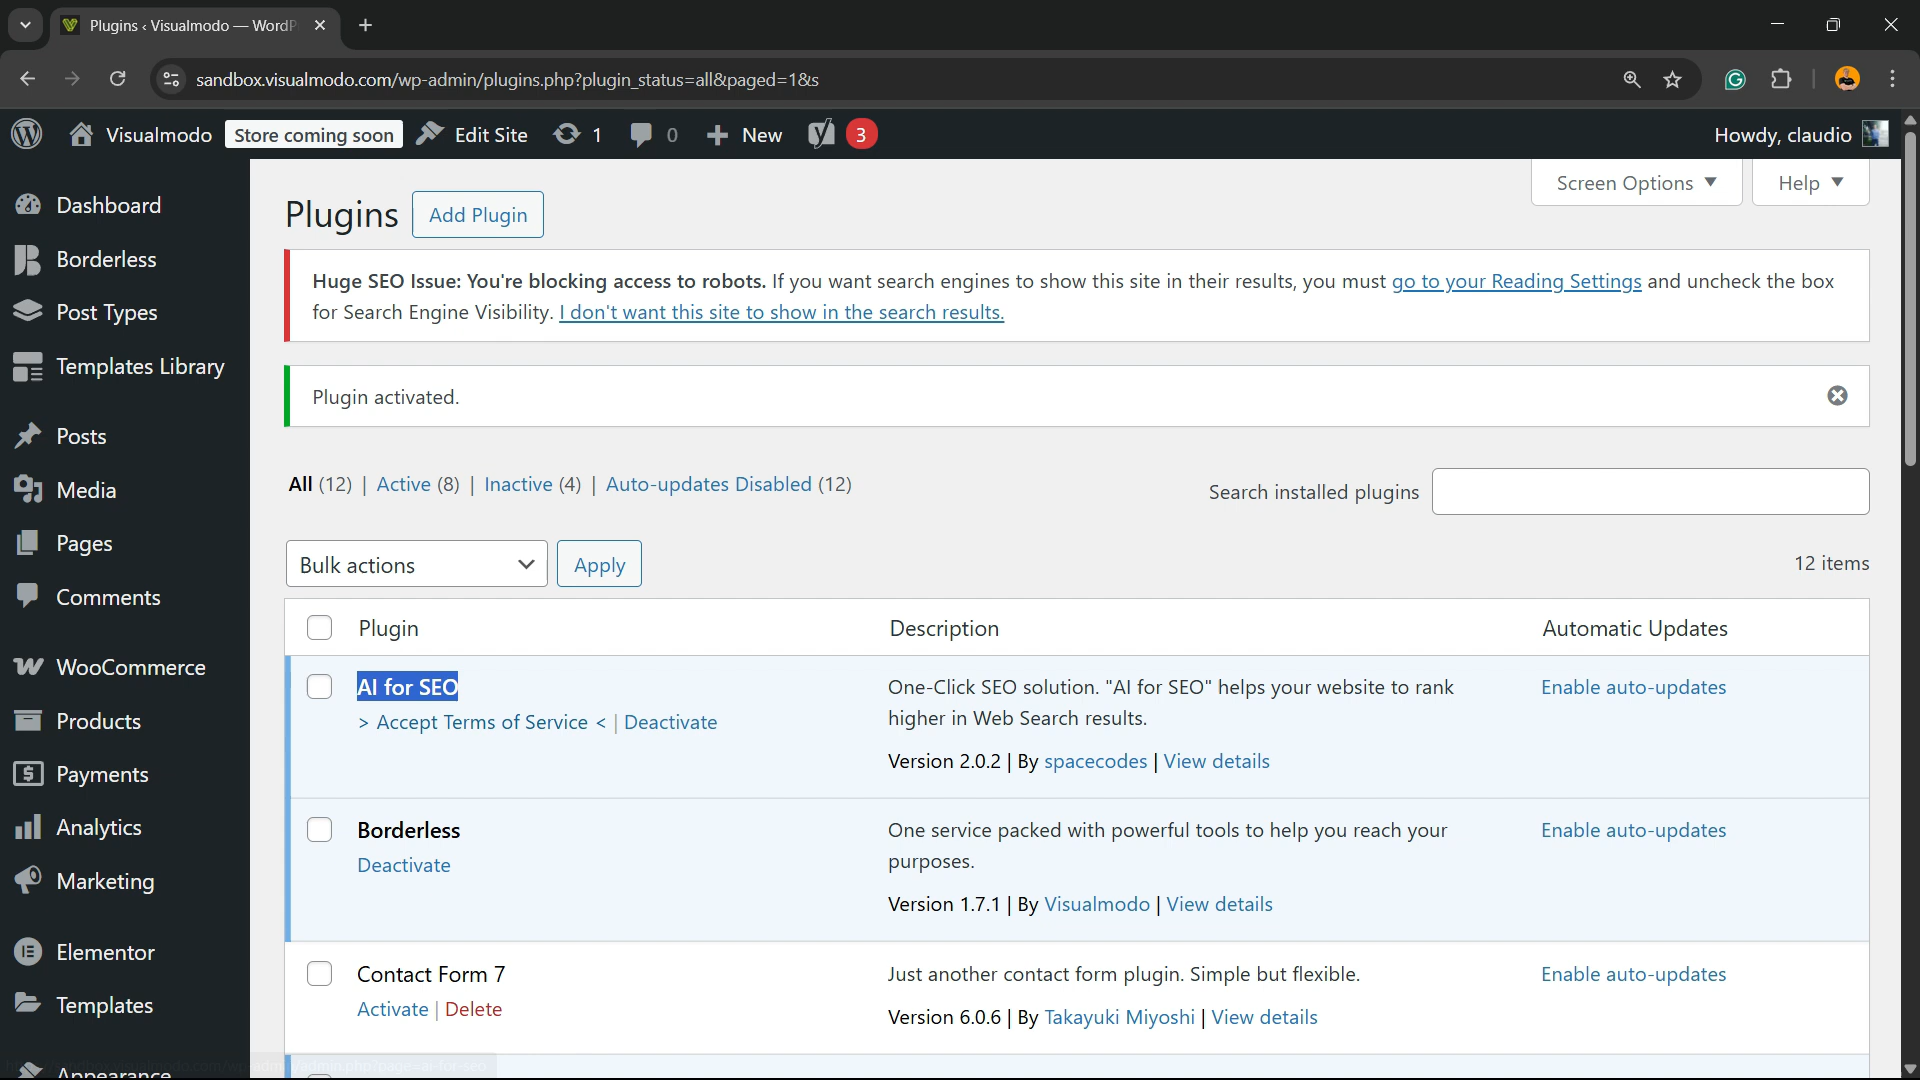 Plugins ‹ Visualmodo — WordP
sandbox.visualmodo.com/wp-admin/plugins.php?plugin_status=all&paged=1&s
Visualmodo
Store coming soon
Edit Site
1
0
New
3
Howdy, claudio
Dashboard
Borderless
Post Types
Templates Library
Posts
Media
Pages
Comments
WooCommerce
Products
Payments
Analytics
Marketing
Elementor
Templates
Appearance
Screen Options
Help
Plugins
Add Plugin
Huge SEO Issue: You're blocking access to robots. If you want search engines to show this site in their results, you must go to your Reading Settings and uncheck the box
for Search Engine Visibility. I don't want this site to show in the search results.
Plugin activated.
All (12) | Active (8) | Inactive (4) | Auto-updates Disabled (12)
Search installed plugins
Bulk actions
Apply
12 items
Plugin
Description
Automatic Updates
AI for SEO
> Accept Terms of Service < | Deactivate
One-Click SEO solution. "AI for SEO" helps your website to rank
higher in Web Search results.
Version 2.0.2 | By spacecodes | View details
Enable auto-updates
Borderless
Deactivate
One service packed with powerful tools to help you reach your
purposes.
Version 1.7.1 | By Visualmodo | View details
Enable auto-updates
Contact Form 7
Activate | Delete
Just another contact form plugin. Simple but flexible.
Version 6.0.6 | By Takayuki Miyoshi | View details
Enable auto-updates